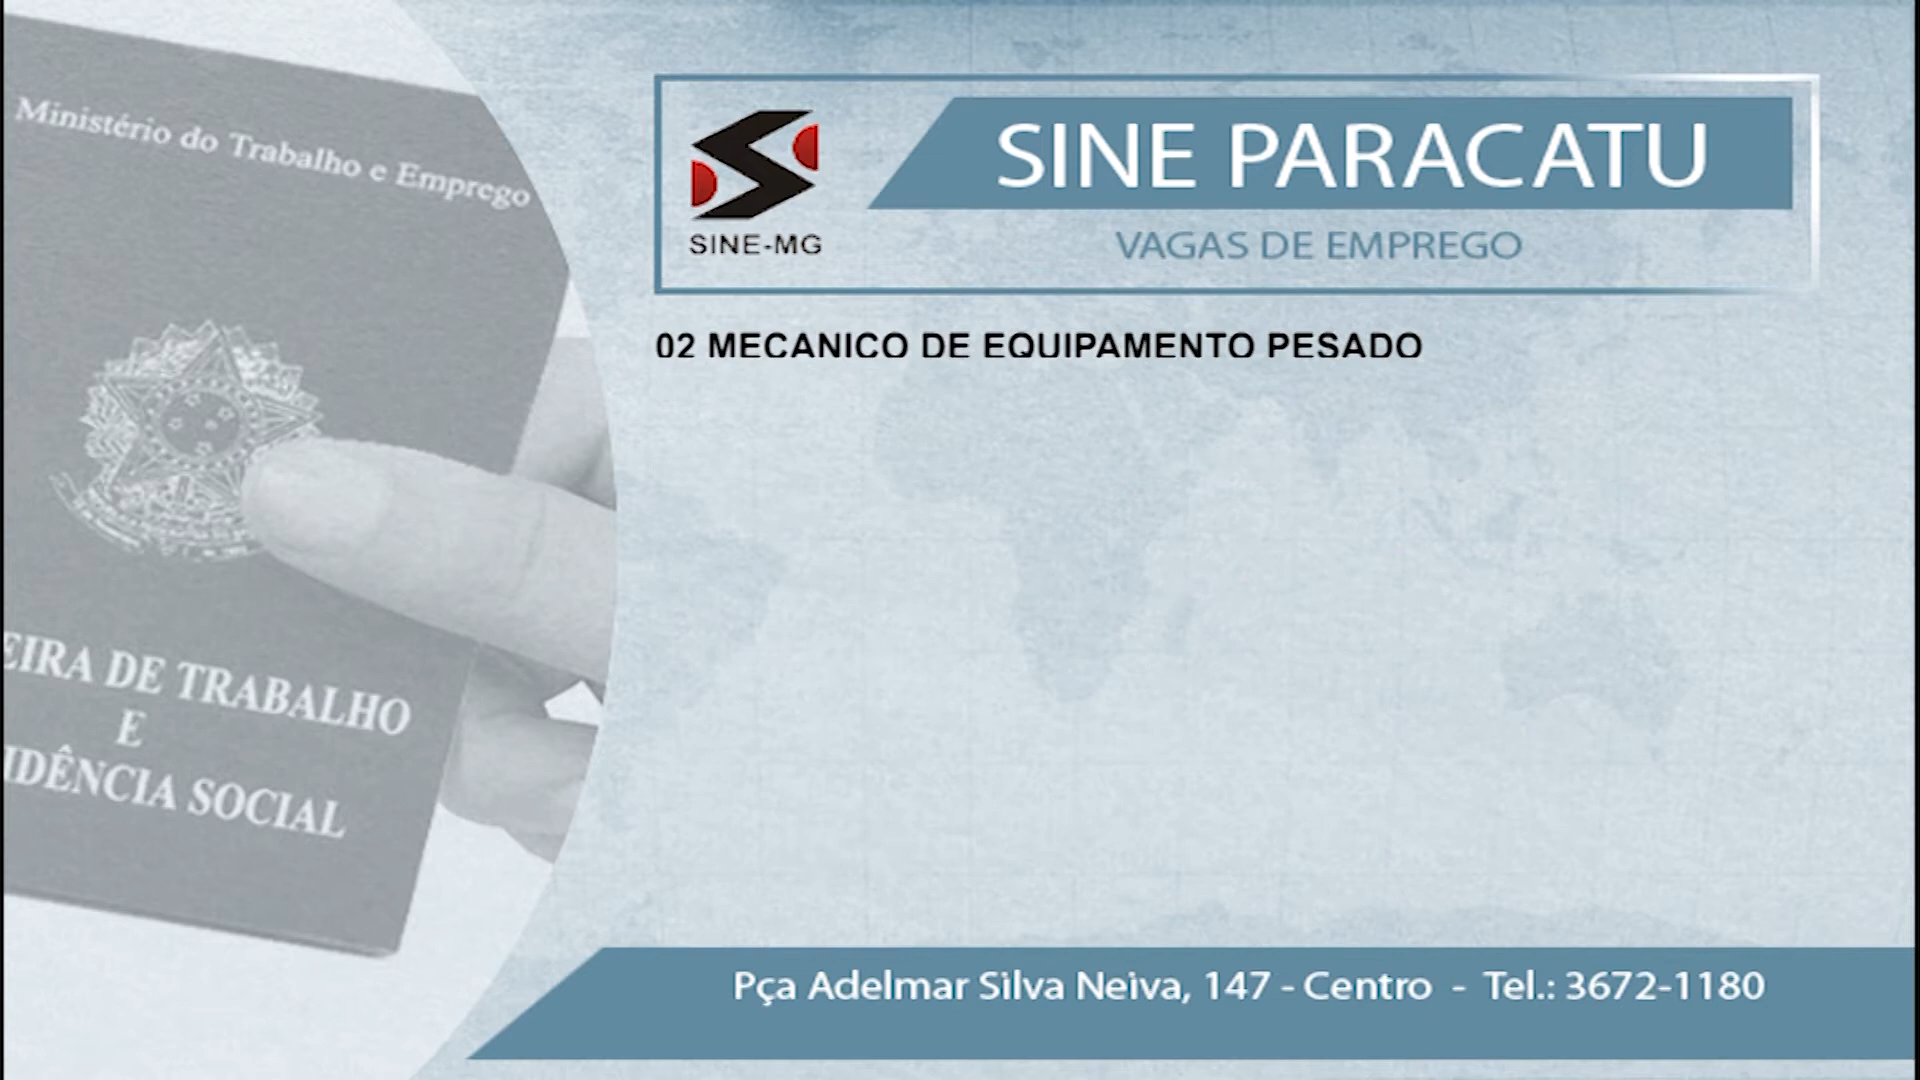 Ministério do Trabalho e Emprego
EIRA DE TRABALHO
E
IDÊNCIA SOCIAL
SINE-MG
SINE PARACATU
VAGAS DE EMPREGO
02 MECANICO DE EQUIPAMENTO PESADO
Pça Adelmar Silva Neiva, 147 - Centro - Tel.: 3672-1180